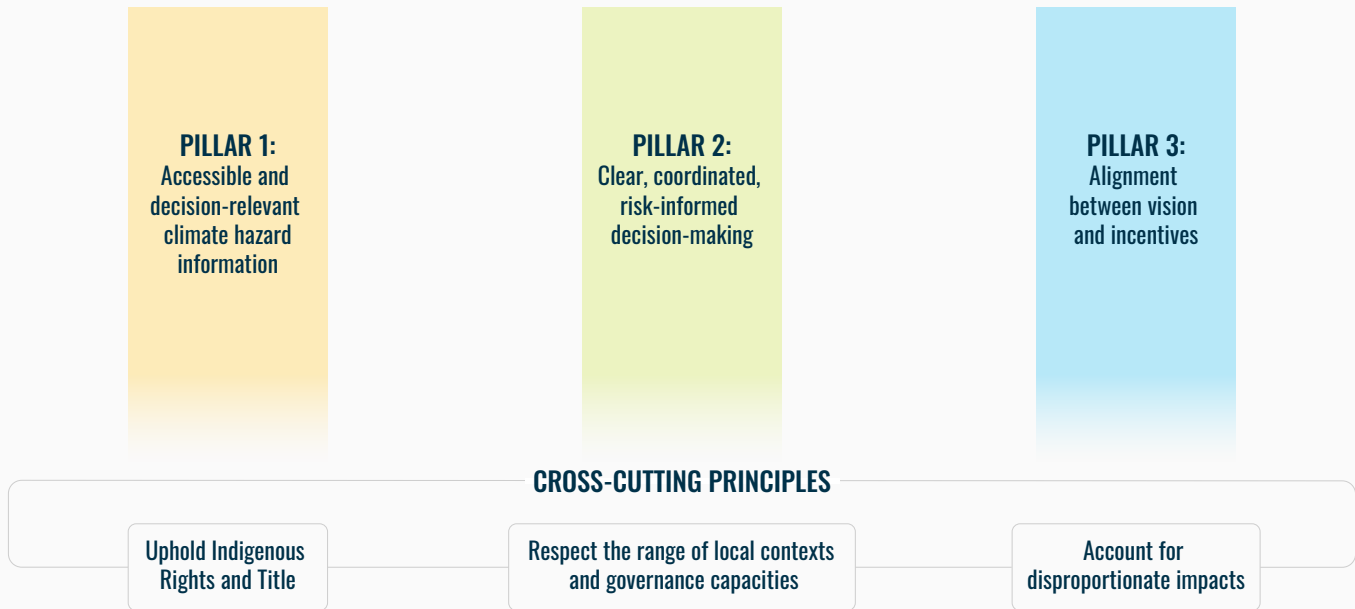 PILLAR 1:
Accessible and
decision-relevant
climate hazard
information
PILLAR 2:
Clear, coordinated,
risk-informed
decision-making
PILLAR 3:
Alignment
between vision
and incentives
CROSS-CUTTING PRINCIPLES
Uphold Indigenous
Rights and Title
Respect the range of local contexts
and governance capacities
Account for
disproportionate impacts